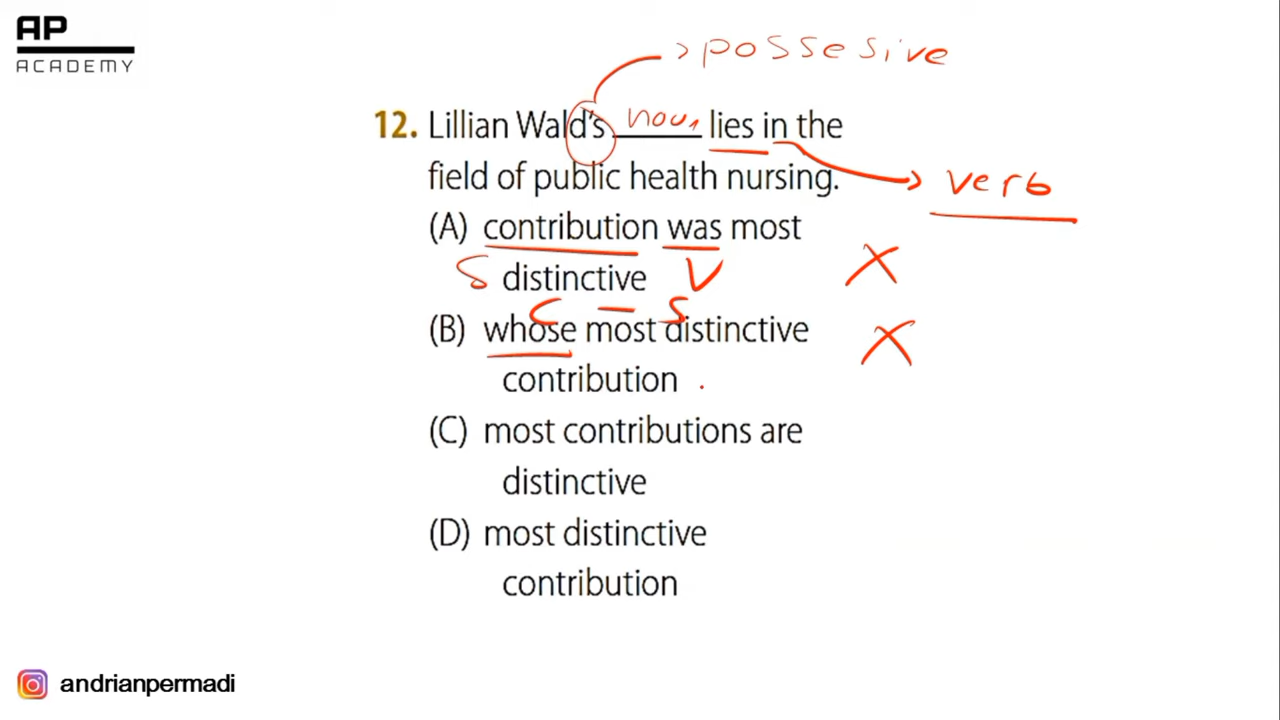 AP
ACADEMY
possesive
12. Lillian Wald's noun lies in the
field of public health nursing.
verb
(A) contribution was most
S distinctive V
X
C - S
(B) whose most distinctive
X
contribution
(C) most contributions are
distinctive
(D) most distinctive
contribution
andrianpermadi